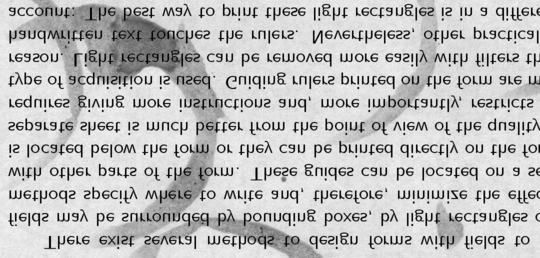 There exist several methods to design forms with fields to
fields may be surrounded by bounding boxes, by light rectangles o
methods specify where to write and, therefore, minimize the effec
with other parts of the form. These guides can be located on a se
is located below the form or they can be printed directly on the fo
separate sheet is much better from the point of view of the quality
requires giving more instructions and, more importantly, restricts
type of acquisition is used. Guiding rulers printed on the form are m
reason. Light rectangles can be removed more easily with filters th
handwritten text touches the rulers. Nevertheless, other practical
account: The best way to print these light rectangles is in a differe